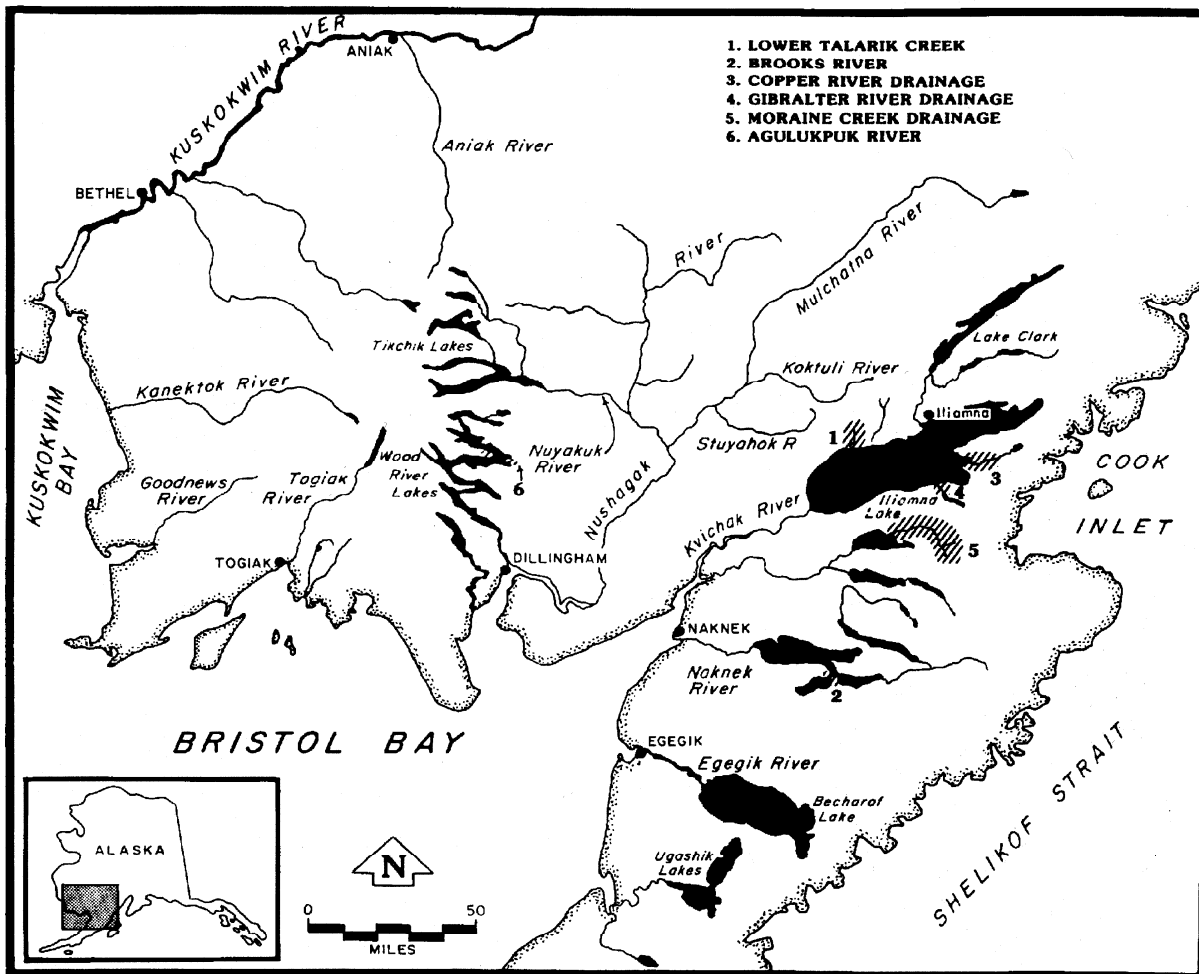 KUSKOKWIM RIVER
ANIAK
1. LOWER TALARIK CREEK
2. BROOKS RIVER
3. COPPER RIVER DRAINAGE
4. GIBRALTER RIVER DRAINAGE
5. MORAINE CREEK DRAINAGE
6. AGULUKPUK RIVER
Aniak River
BETHEL
River
Mulchatna River
Lake Clark
Tikchik Lakes
Koktuli River
Kanektok River
Iliamna
KUSKOKWIM
BAY
Goodnews
River
Togiak
River
Wood
River
Lakes
6
Nuyakuk
River
Stuyahok R
1
Nushagak
3
4
Iliamna
Lake
COOK
INLET
Kvichak River
5
TOGIAK
DILLINGHAM
NAKNEK
Naknek
River
2
BRISTOL BAY
EGEGIK
Egegik River
Becharof
Lake
Ugashik
Lakes
SHELIKOF STRAIT
ALASKA
N
0 50
MILES